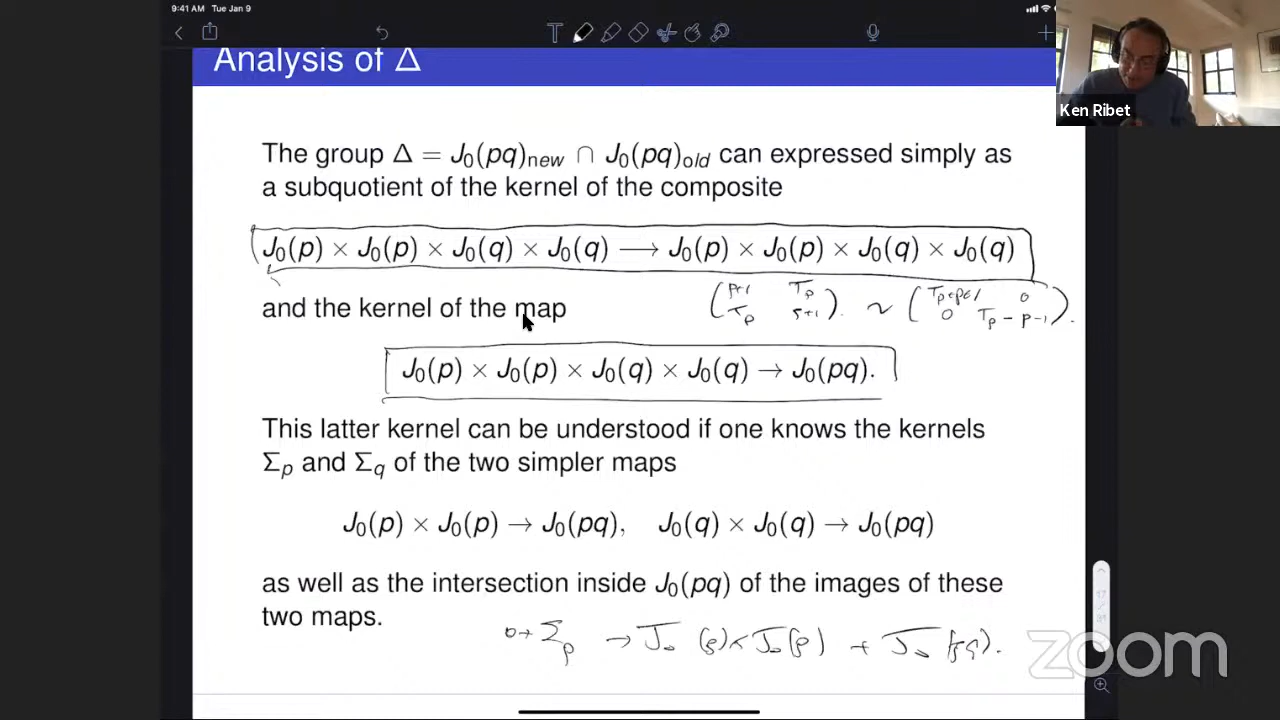 9:41 AM Tue Jan 9
Analysis of Δ
Ken Ribet
The group Δ = J₀(pq)new ∩ J₀(pq)old can expressed simply as
a subquotient of the kernel of the composite
J₀(p) × J₀(p) × J₀(q) × J₀(q) ⟶ J₀(p) × J₀(p) × J₀(q) × J₀(q)
and the kernel of the map
J₀(p) × J₀(p) × J₀(q) × J₀(q) → J₀(pq).
This latter kernel can be understood if one knows the kernels
Σp and Σq of the two simpler maps
J₀(p) × J₀(p) → J₀(pq), J₀(q) × J₀(q) → J₀(pq)
as well as the intersection inside J₀(pq) of the images of these
two maps.
0 → Σp → J₀(p) × J₀(p) → J₀(pq).
zoom